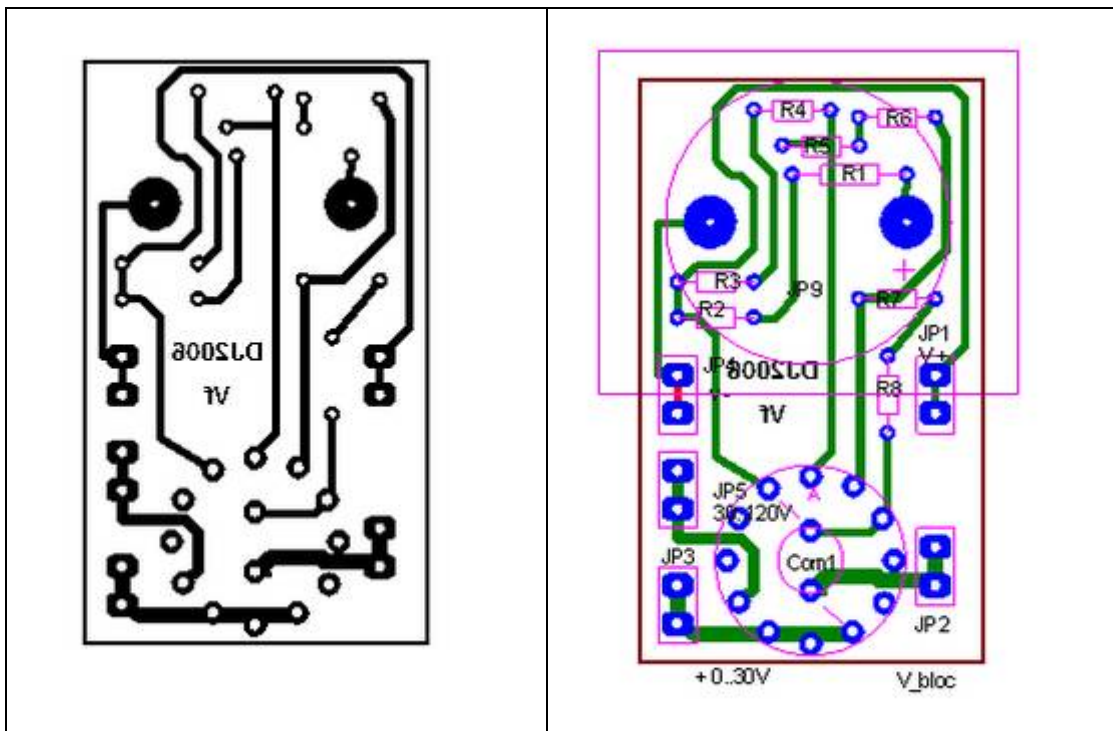 DJ2006
Vf
R4
R6
R5
R1
R3
JP9
R2
R7
JP1
V+
JP4
DJ2006
R8
Vf
JP5
30..120V
JP3
Com1
A
JP2
+ 0..30V
V_bloc